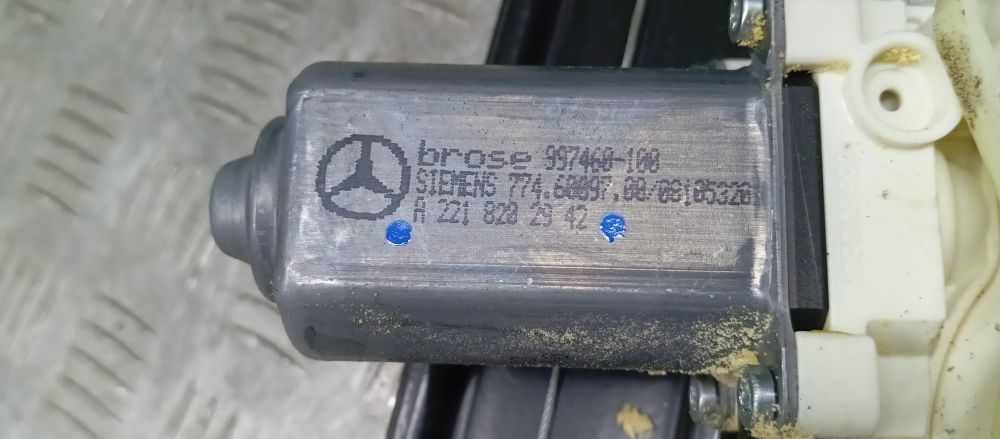 brose 997460-100
SIEMENS 774.60097.00/08105326
A 221 820 29 42